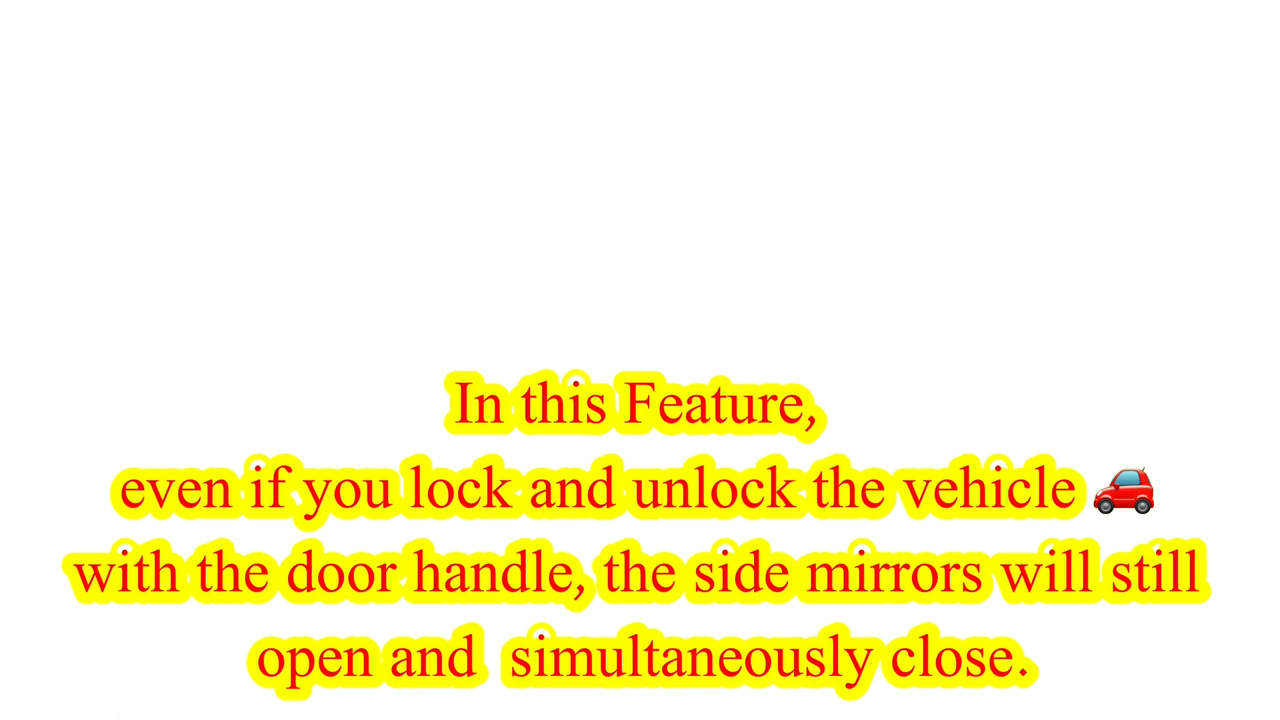 In this Feature,
even if you lock and unlock the vehicle 🚗
with the door handle, the side mirrors will still
open and  simultaneously close.